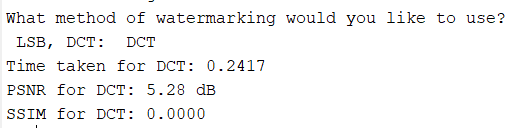 What method of watermarking would you like to use?
LSB, DCT: DCT
Time taken for DCT: 0.2417
PSNR for DCT: 5.28 dB
SSIM for DCT: 0.0000